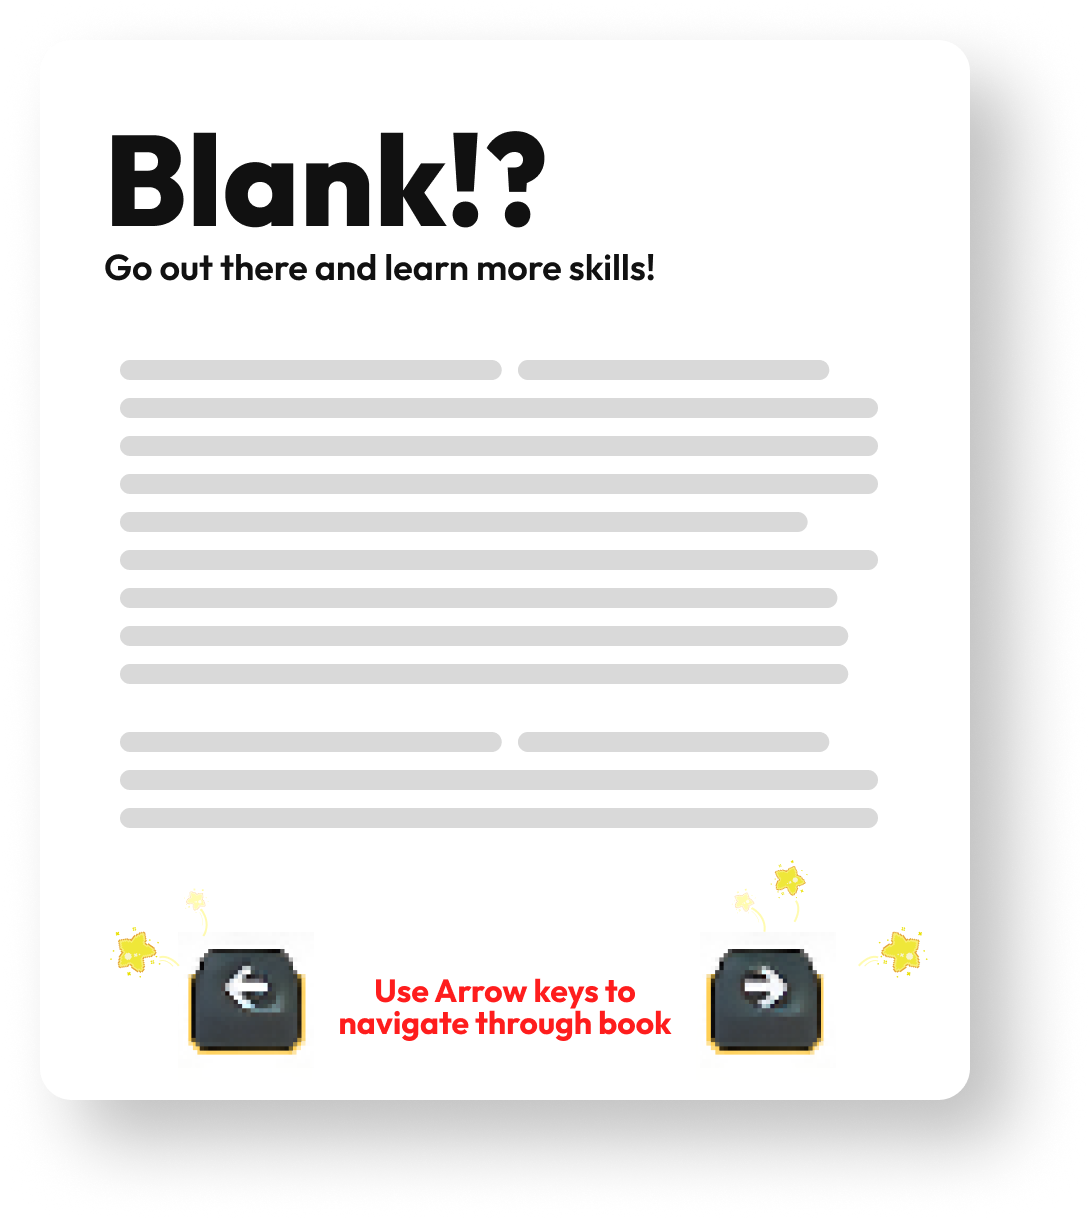 Blank!?
Go out there and learn more skills!
Use Arrow keys to
navigate through book